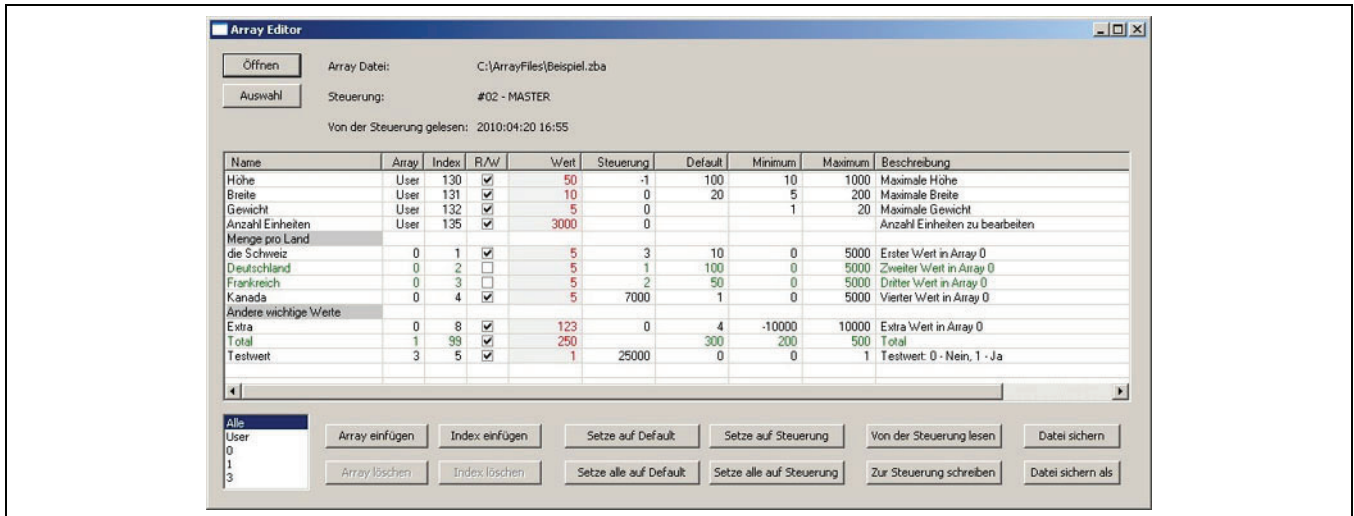 Array Editor
Öffnen Array Datei: C:\ArrayFiles\Beispiel.zba
Auswahl Steuerung: #02 - MASTER
Von der Steuerung gelesen: 2010:04:20 16:55
Name Array Index R/W Wert Steuerung Default Minimum Maximum Beschreibung
Höhe User 130 50 -1 100 10 1000 Maximale Höhe
Breite User 131 10 0 20 5 200 Maximale Breite
Gewicht User 132 5 0 1 20 Maximale Gewicht
Anzahl Einheiten User 135 3000 0 Anzahl Einheiten zu bearbeiten
Menge pro Land
die Schweiz 0 1 5 3 10 0 5000 Erster Wert in Array 0
Deutschland 0 2 5 1 100 0 5000 Zweiter Wert in Array 0
Frankreich 0 3 5 2 50 0 5000 Dritter Wert in Array 0
Kanada 0 4 5 7000 1 0 5000 Vierter Wert in Array 0
Andere wichtige Werte
Extra 0 8 123 0 4 -10000 10000 Extra Wert in Array 0
Total 1 99 250 300 200 500 Total
Testwert 3 5 1 25000 0 0 1 Testwert: 0 - Nein, 1 - Ja
Alle
User
0
1
3
Array einfügen Index einfügen Setze auf Default Setze auf Steuerung Von der Steuerung lesen Datei sichern
Array löschen Index löschen Setze alle auf Default Setze alle auf Steuerung Zur Steuerung schreiben Datei sichern als